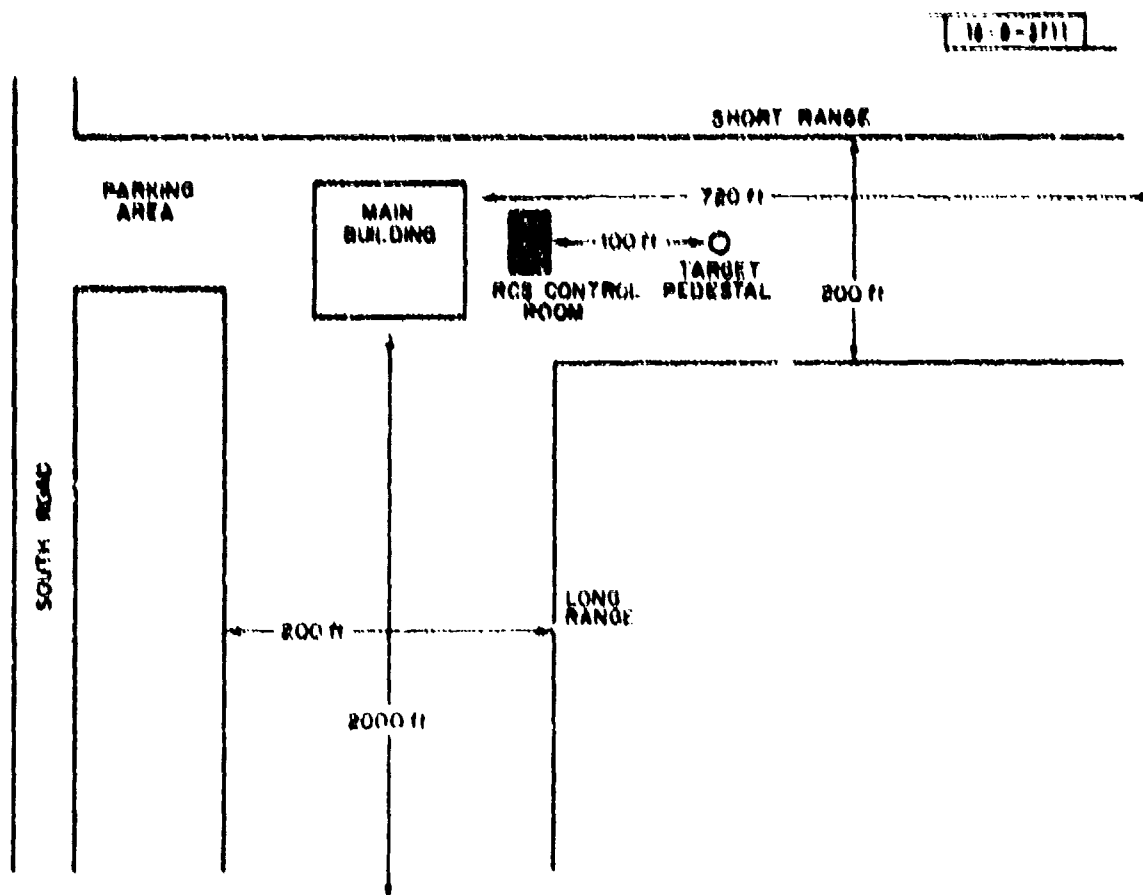 SHORT RANGE
PARKING
AREA
MAIN
BUILDING
720 ft
100 ft
TARGET
PEDESTAL
RCS CONTROL
ROOM
200 ft
SOUTH ROAD
LONG
RANGE
200 ft
2000 ft